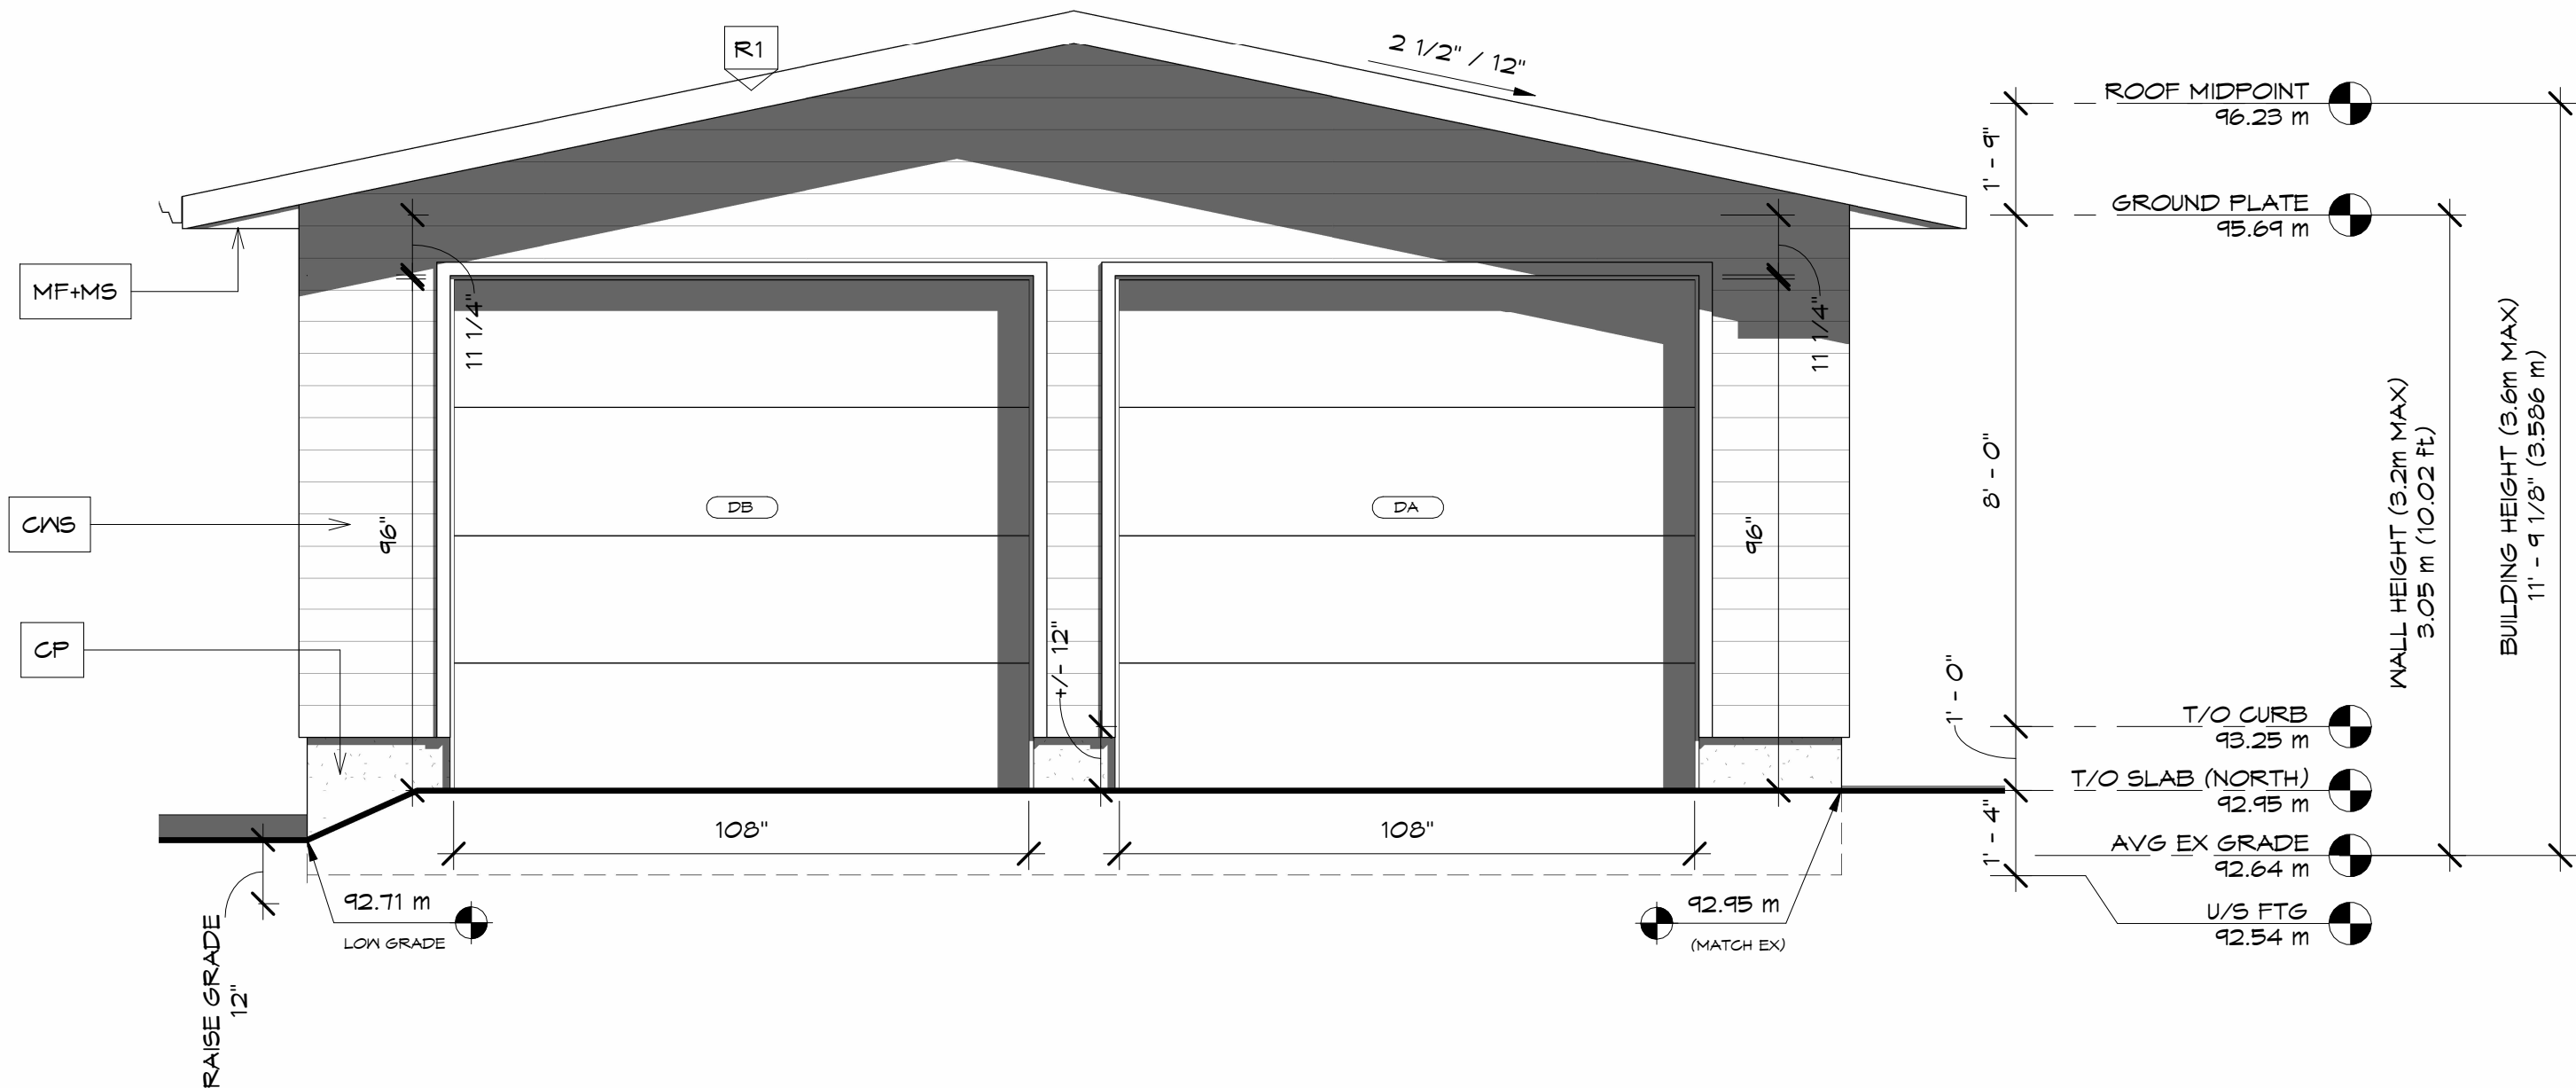 R1
2 1/2" / 12"
ROOF MIDPOINT
96.23 m
1' - 9"
GROUND PLATE
95.69 m
MF+MS
11 1/4"
11 1/4"
CWS
96"
DB
DA
96"
8' - 0"
WALL HEIGHT (3.2m MAX)
3.05 m (10.02 ft)
BUILDING HEIGHT (3.6m MAX)
11' - 9 1/8" (3.586 m)
CP
+/- 12"
1' - 0"
T/O CURB
93.25 m
T/O SLAB (NORTH)
92.95 m
108"
108"
1' - 4"
AVG EX GRADE
92.64 m
92.71 m
LOW GRADE
92.95 m
(MATCH EX)
U/S FTG
92.54 m
RAISE GRADE
12"